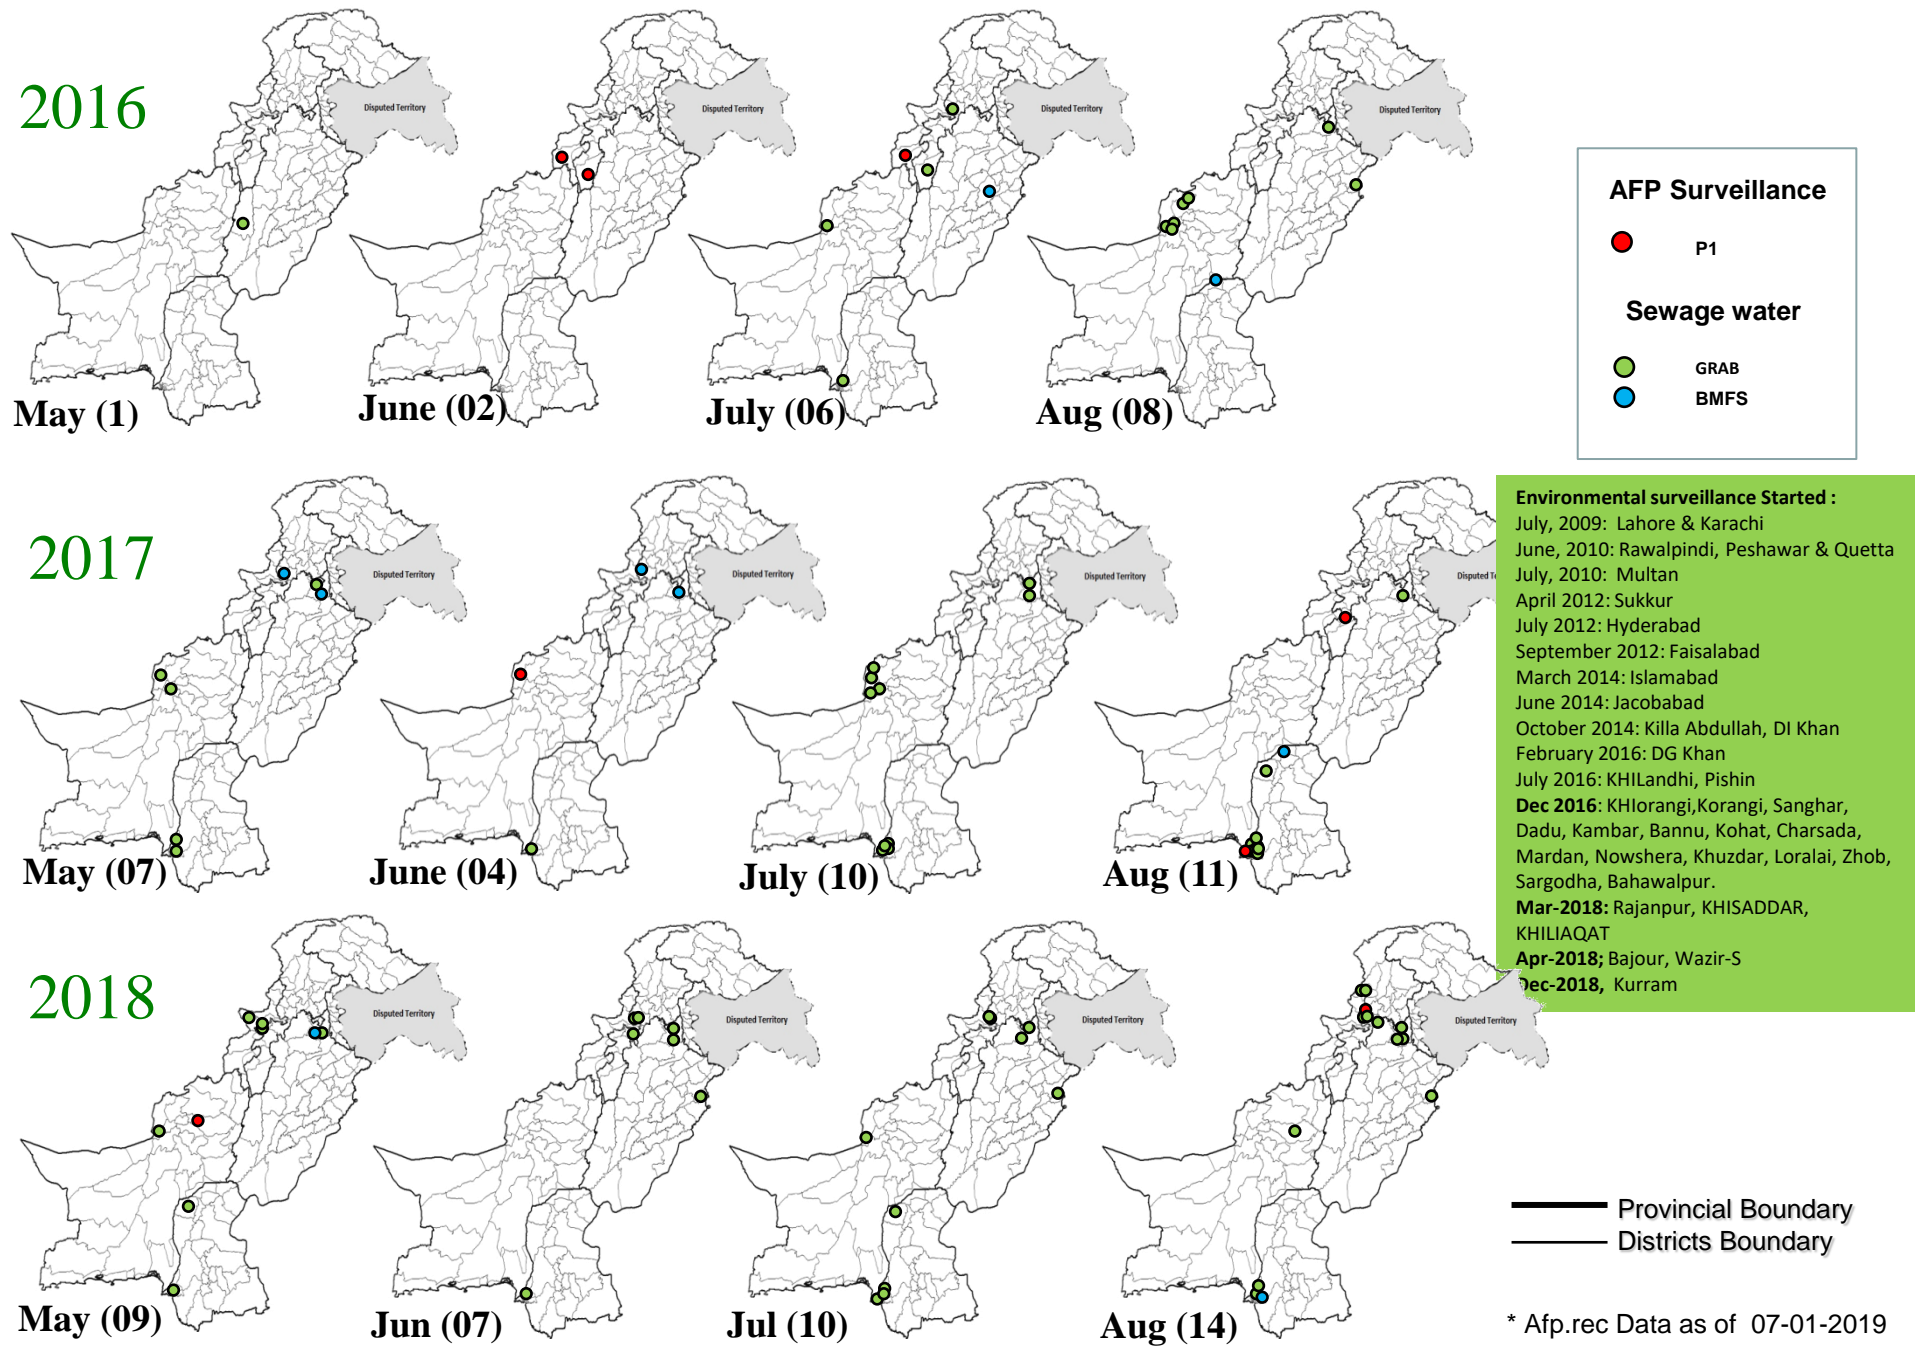 2016
Disputed Territory
Disputed Territory
Disputed Territory
Disputed Territory
May (1)
June (02)
July (06)
Aug (08)
AFP Surveillance
P1
Sewage water
GRAB
BMFS
2017
Disputed Territory
Disputed Territory
Disputed Territory
Disputed Te
May (07)
June (04)
July (10)
Aug (11)
Environmental surveillance Started :
July, 2009: Lahore & Karachi
June, 2010: Rawalpindi, Peshawar & Quetta
July, 2010: Multan
April 2012: Sukkur
July 2012: Hyderabad
September 2012: Faisalabad
March 2014: Islamabad
June 2014: Jacobabad
October 2014: Killa Abdullah, DI Khan
February 2016: DG Khan
July 2016: KHILandhi, Pishin
Dec 2016: KHIorangi,Korangi, Sanghar,
Dadu, Kambar, Bannu, Kohat, Charsada,
Mardan, Nowshera, Khuzdar, Loralai, Zhob,
Sargodha, Bahawalpur.
Mar-2018: Rajanpur, KHISADDAR,
KHILIAQAT
Apr-2018; Bajour, Wazir-S
Dec-2018, Kurram
2018
Disputed Territory
Disputed Territory
Disputed Territory
Disputed Territory
May (09)
Jun (07)
Jul (10)
Aug (14)
Provincial Boundary
Districts Boundary
* Afp.rec Data as of 07-01-2019